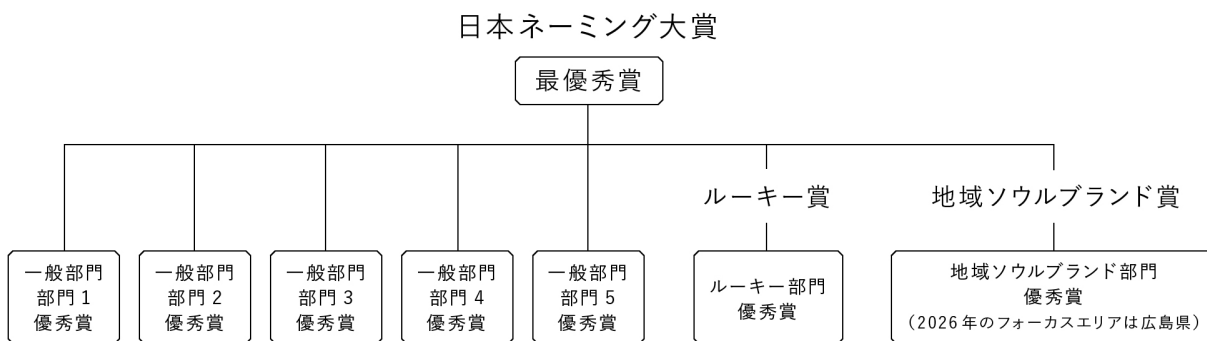 日本ネーミング大賞
最優秀賞
ルーキー賞
地域ソウルブランド賞
一般部門
部門1
優秀賞
一般部門
部門2
優秀賞
一般部門
部門3
優秀賞
一般部門
部門4
優秀賞
一般部門
部門5
優秀賞
ルーキー部門
優秀賞
地域ソウルブランド部門
優秀賞
（2026年のフォーカスエリアは広島県）